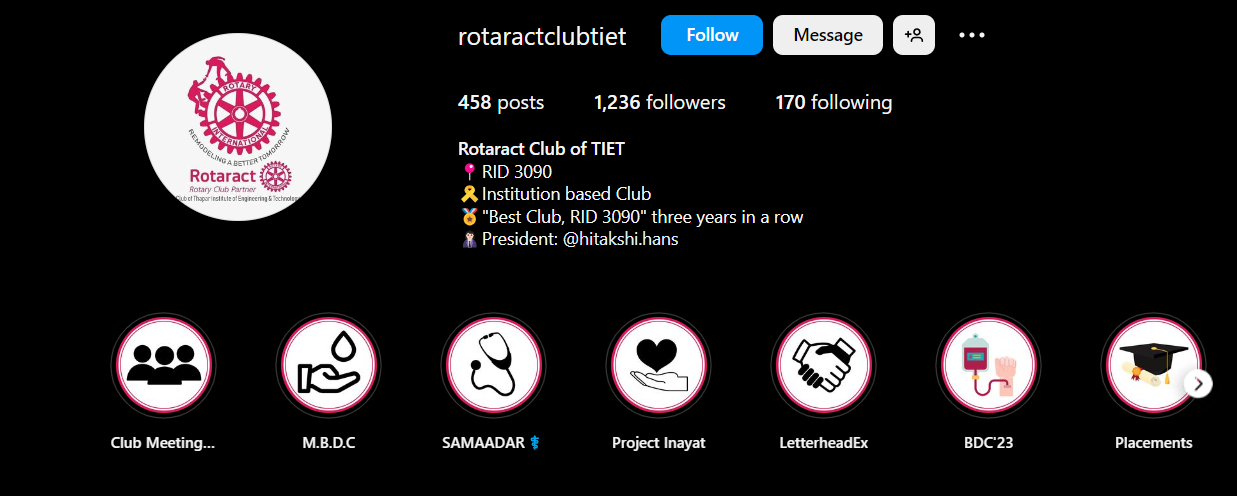 rotaractclubtiet Follow Message
458 posts 1,236 followers 170 following
ROTARY
INTERNATIONAL
REMODELING A BETTER TOMORROW
Rotaract
Rotary Club Partner
Club of Thapar Institute of Engineering & Technology
Rotaract Club of TIET
RID 3090
Institution based Club
"Best Club, RID 3090" three years in a row
President: @hitakshi.hans
Club Meeting... M.B.D.C SAMAADAR Project Inayat LetterheadEx BDC'23 Placements